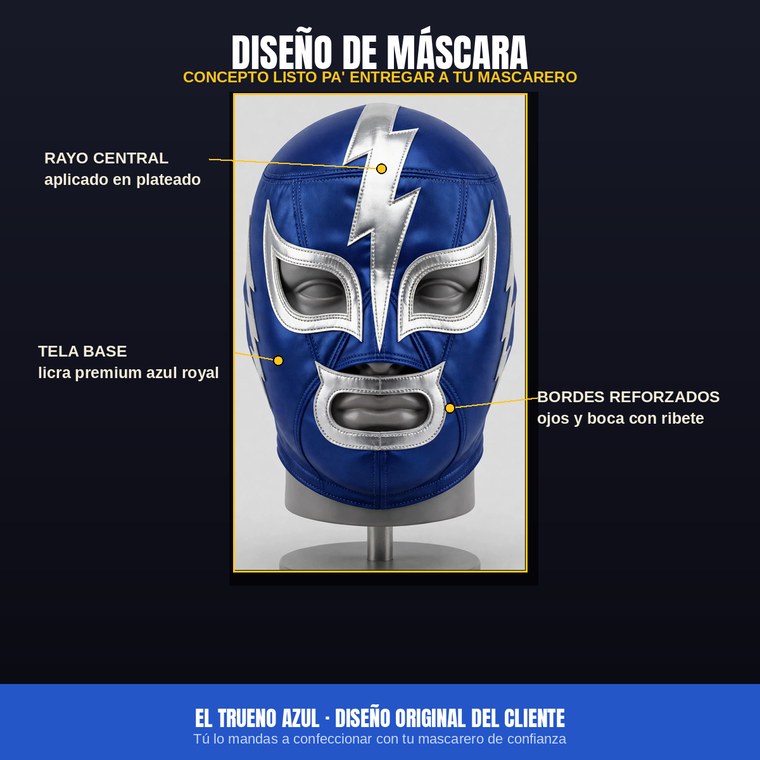 DISEÑO DE MÁSCARA
CONCEPTO LISTO PA' ENTREGAR A TU MASCARERO
RAYO CENTRAL
aplicado en plateado
TELA BASE
licra premium azul royal
BORDES REFORZADOS
ojos y boca con ribete
EL TRUENO AZUL · DISEÑO ORIGINAL DEL CLIENTE
Tú lo mandas a confeccionar con tu mascarero de confianza